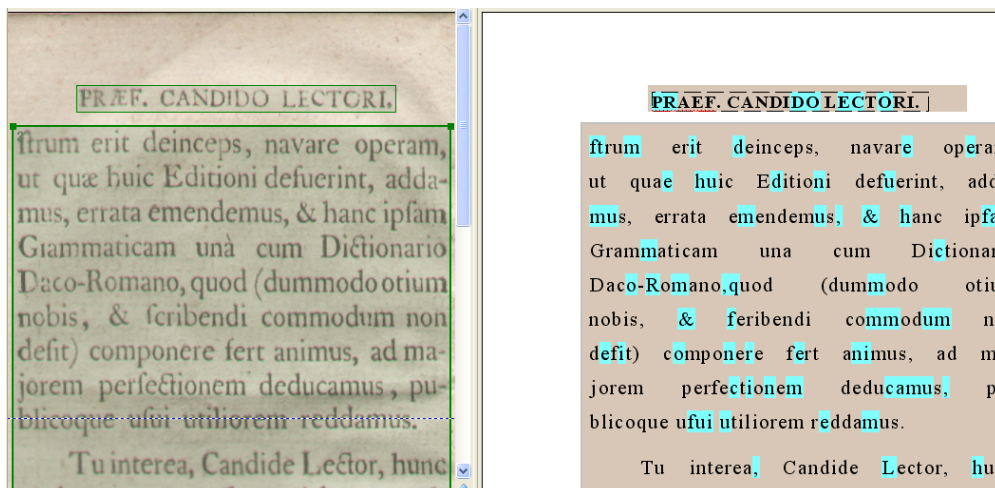 PRÆF. CANDIDO LECTORI.
ſtrum erit deinceps, navare operam,
ut quæ huic Editioni defuerint, adda-
mus, errata emendemus, & hanc ipſam
Grammaticam unà cum Dictionario
Daco-Romano, quod (dummodo otium
nobis, & ſcribendi commodum non
deſit) componere fert animus, ad ma-
jorem perfectionem deducamus, pu-
blicoque uſui utiliorem reddamus.
Tu interea, Candide Lector, hunc
PRAEF. CANDIDO LECTORI.
ftrum erit deinceps, navare operam
ut quae huic Editioni defuerint, add
mus, errata emendemus, & hanc ipfa
Grammaticam una cum Dictionar
Daco-Romano,quod (dummodo otiu
nobis, & feribendi commodum n
defit) componere fert animus, ad m
jorem perfectionem deducamus, p
blicoque ufui utiliorem reddamus.
Tu interea, Candide Lector, hu